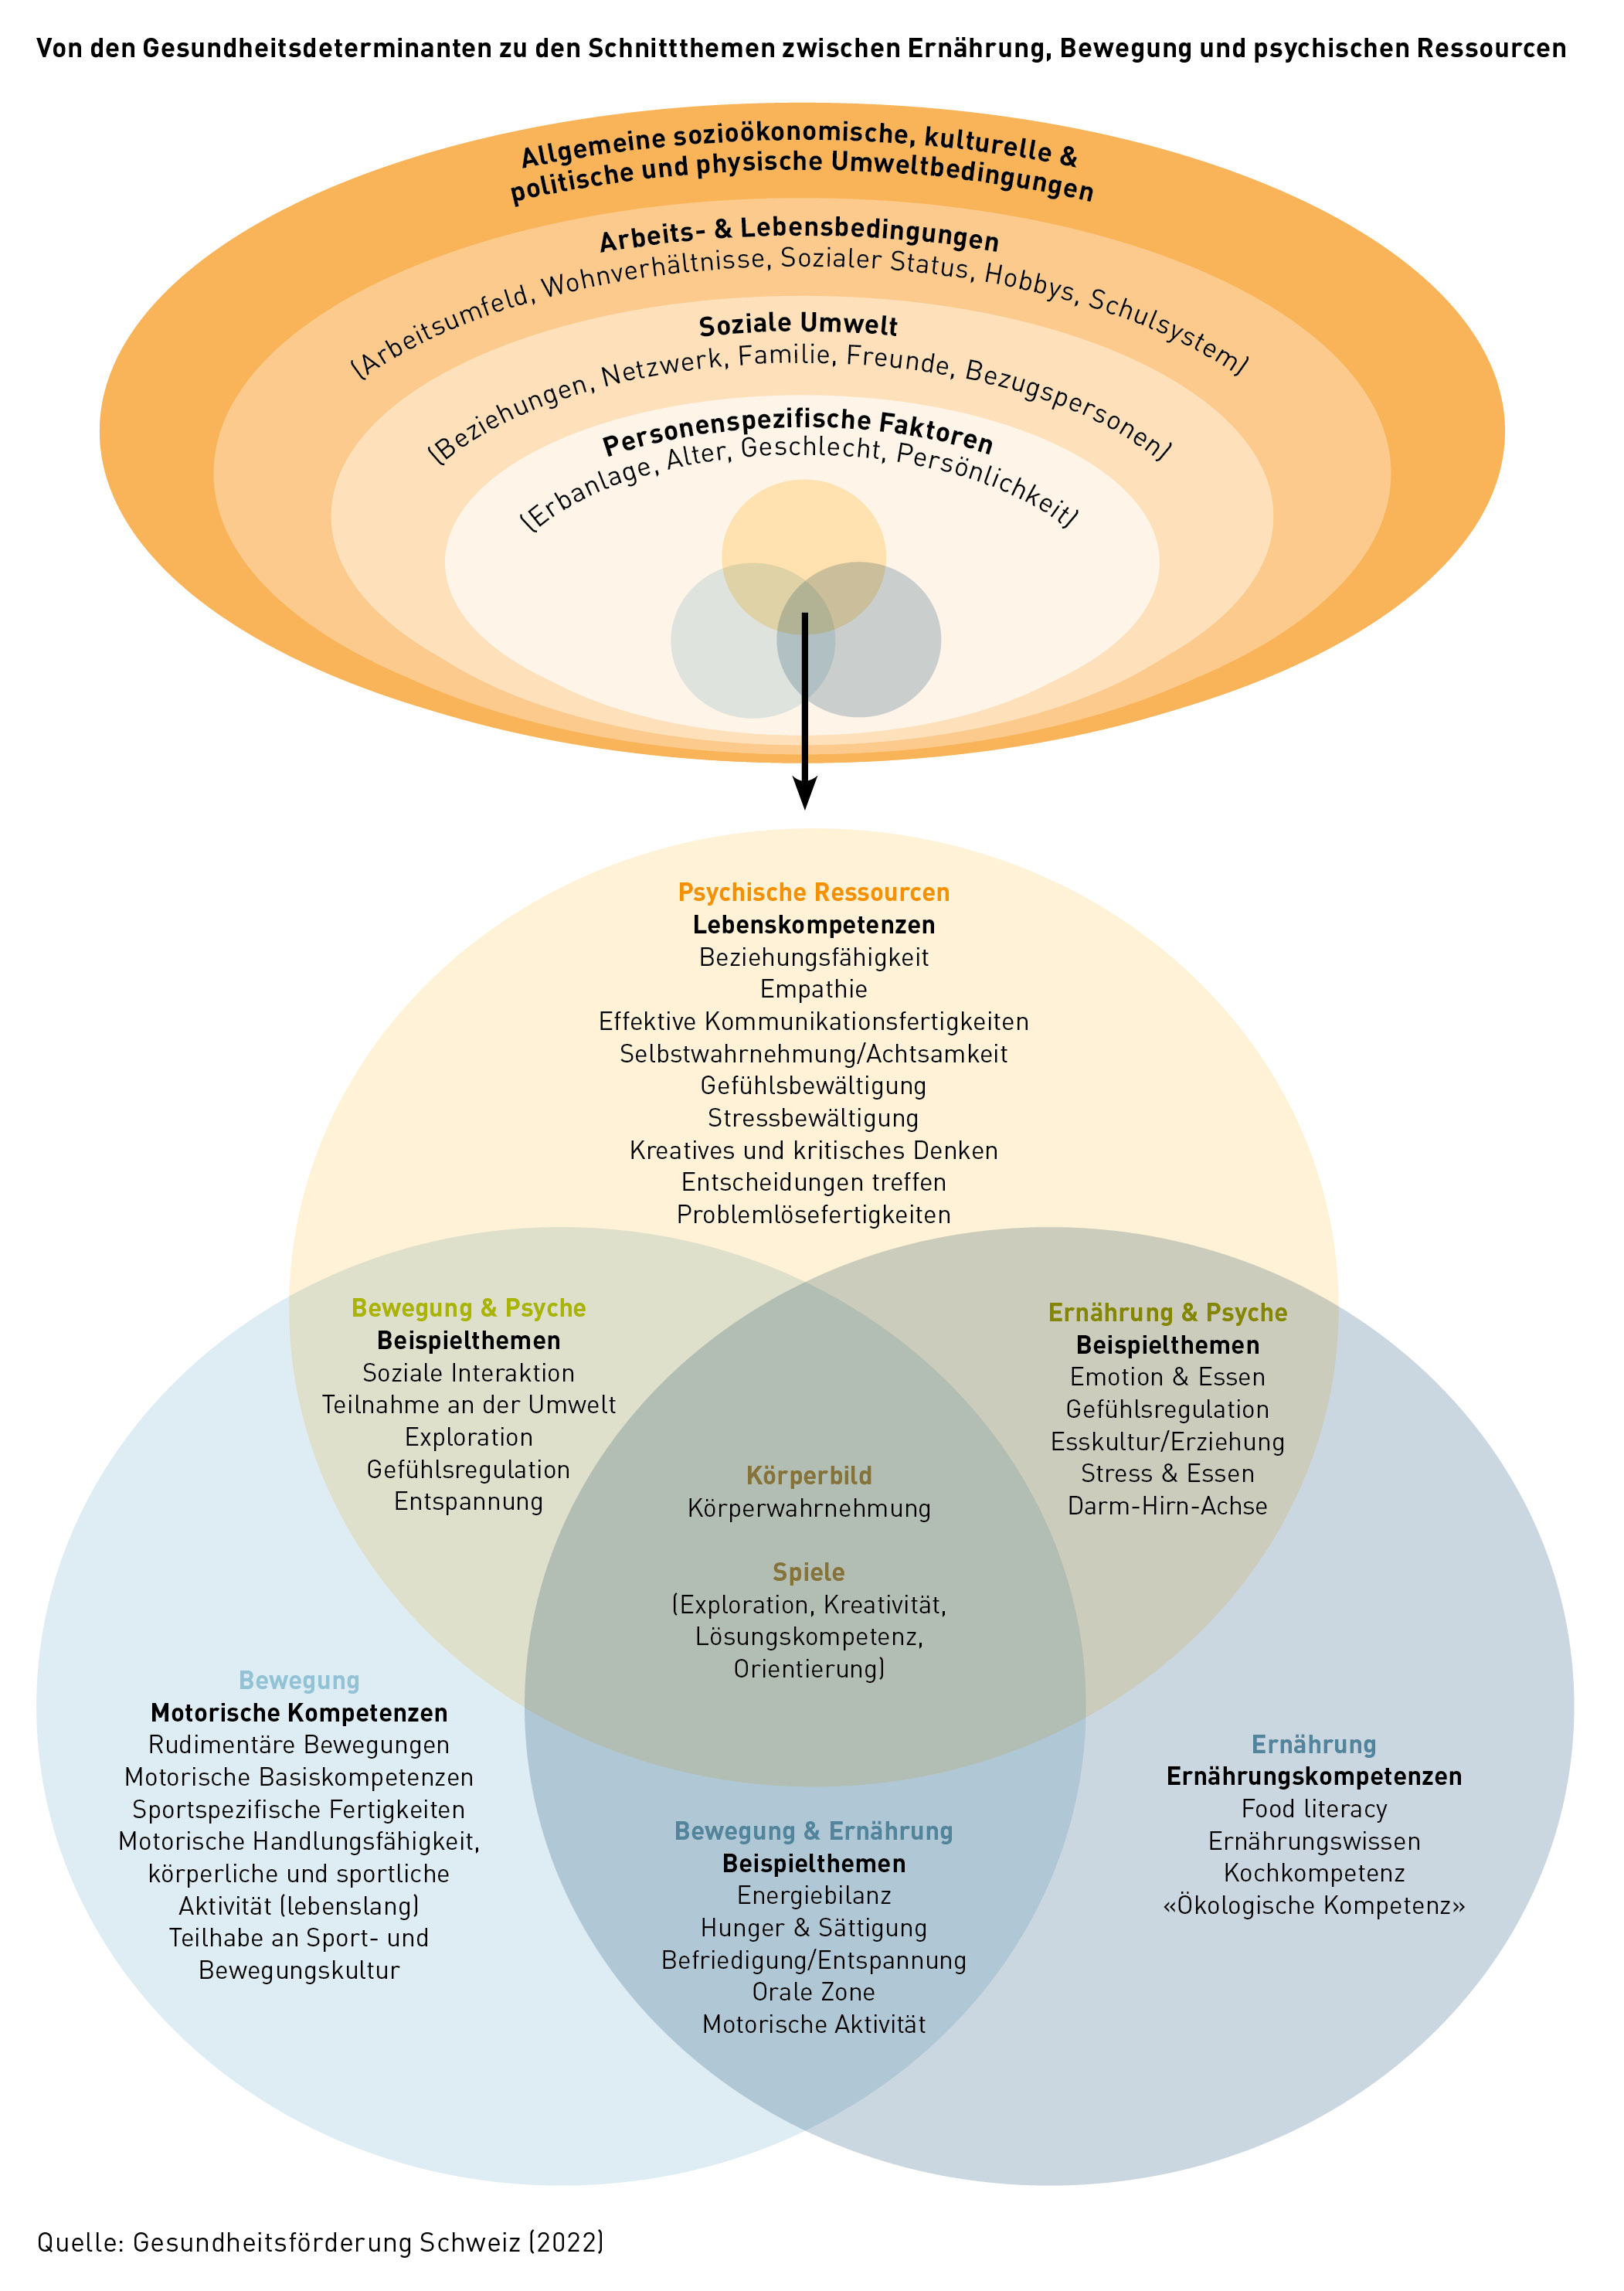 Von den Gesundheitsdeterminanten zu den Schnittthemen zwischen Ernährung, Bewegung und psychischen Ressourcen
Allgemeine sozioökonomische, kulturelle &
politische und physische Umweltbedingungen
Arbeits- & Lebensbedingungen
(Arbeitsumfeld, Wohnverhältnisse, Sozialer Status, Hobbys, Schulsystem)
Soziale Umwelt
(Beziehungen, Netzwerk, Familie, Freunde, Bezugspersonen)
Personenspezifische Faktoren
(Erbanlage, Alter, Geschlecht, Persönlichkeit)
Psychische Ressourcen
Lebenskompetenzen
Beziehungsfähigkeit
Empathie
Effektive Kommunikationsfertigkeiten
Selbstwahrnehmung/Achtsamkeit
Gefühlsbewältigung
Stressbewältigung
Kreatives und kritisches Denken
Entscheidungen treffen
Problemlösefertigkeiten
Bewegung & Psyche
Beispielthemen
Soziale Interaktion
Teilnahme an der Umwelt
Exploration
Gefühlsregulation
Entspannung
Ernährung & Psyche
Beispielthemen
Emotion & Essen
Gefühlsregulation
Esskultur/Erziehung
Stress & Essen
Darm-Hirn-Achse
Körperbild
Körperwahrnehmung
Spiele
(Exploration, Kreativität,
Lösungskompetenz,
Orientierung)
Bewegung
Motorische Kompetenzen
Rudimentäre Bewegungen
Motorische Basiskompetenzen
Sportspezifische Fertigkeiten
Motorische Handlungsfähigkeit,
körperliche und sportliche
Aktivität (lebenslang)
Teilhabe an Sport- und
Bewegungskultur
Bewegung & Ernährung
Beispielthemen
Energiebilanz
Hunger & Sättigung
Befriedigung/Entspannung
Orale Zone
Motorische Aktivität
Ernährung
Ernährungskompetenzen
Food literacy
Ernährungswissen
Kochkompetenz
«Ökologische Kompetenz»
Quelle: Gesundheitsförderung Schweiz (2022)